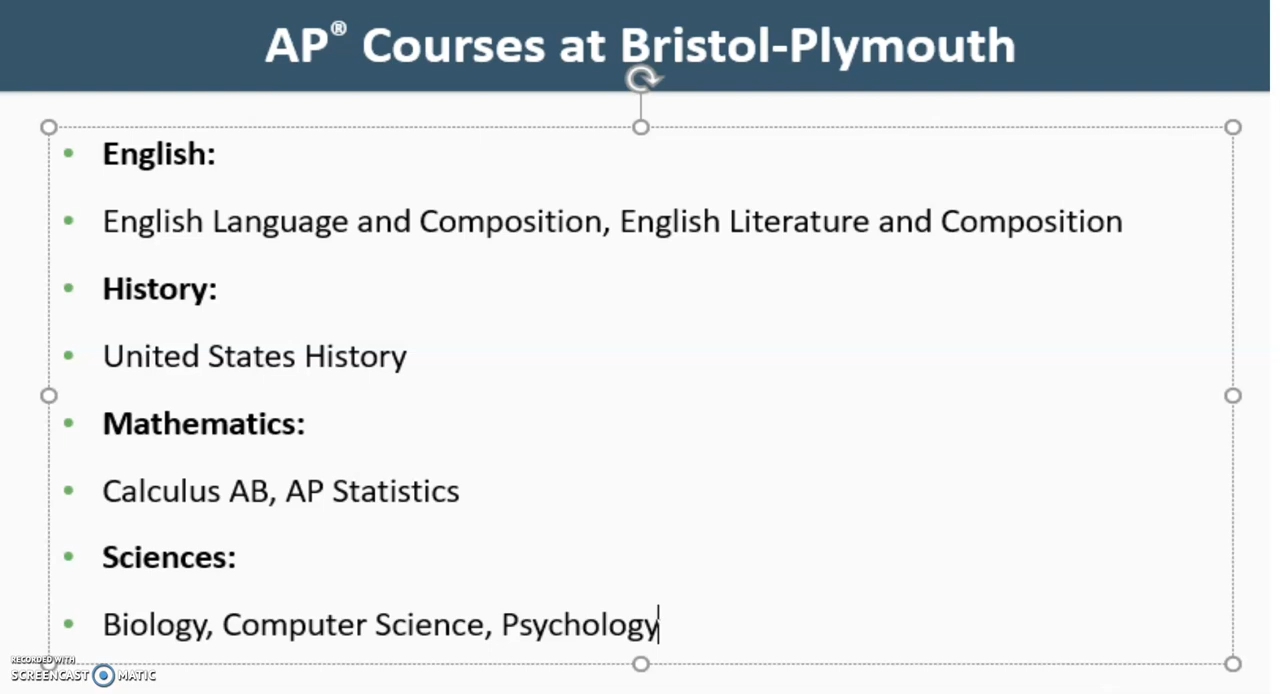 AP® Courses at Bristol-Plymouth
• English:
• English Language and Composition, English Literature and Composition
• History:
• United States History
• Mathematics:
• Calculus AB, AP Statistics
• Sciences:
• Biology, Computer Science, Psychology
RECORDED WITH
SCREENCAST MATIC